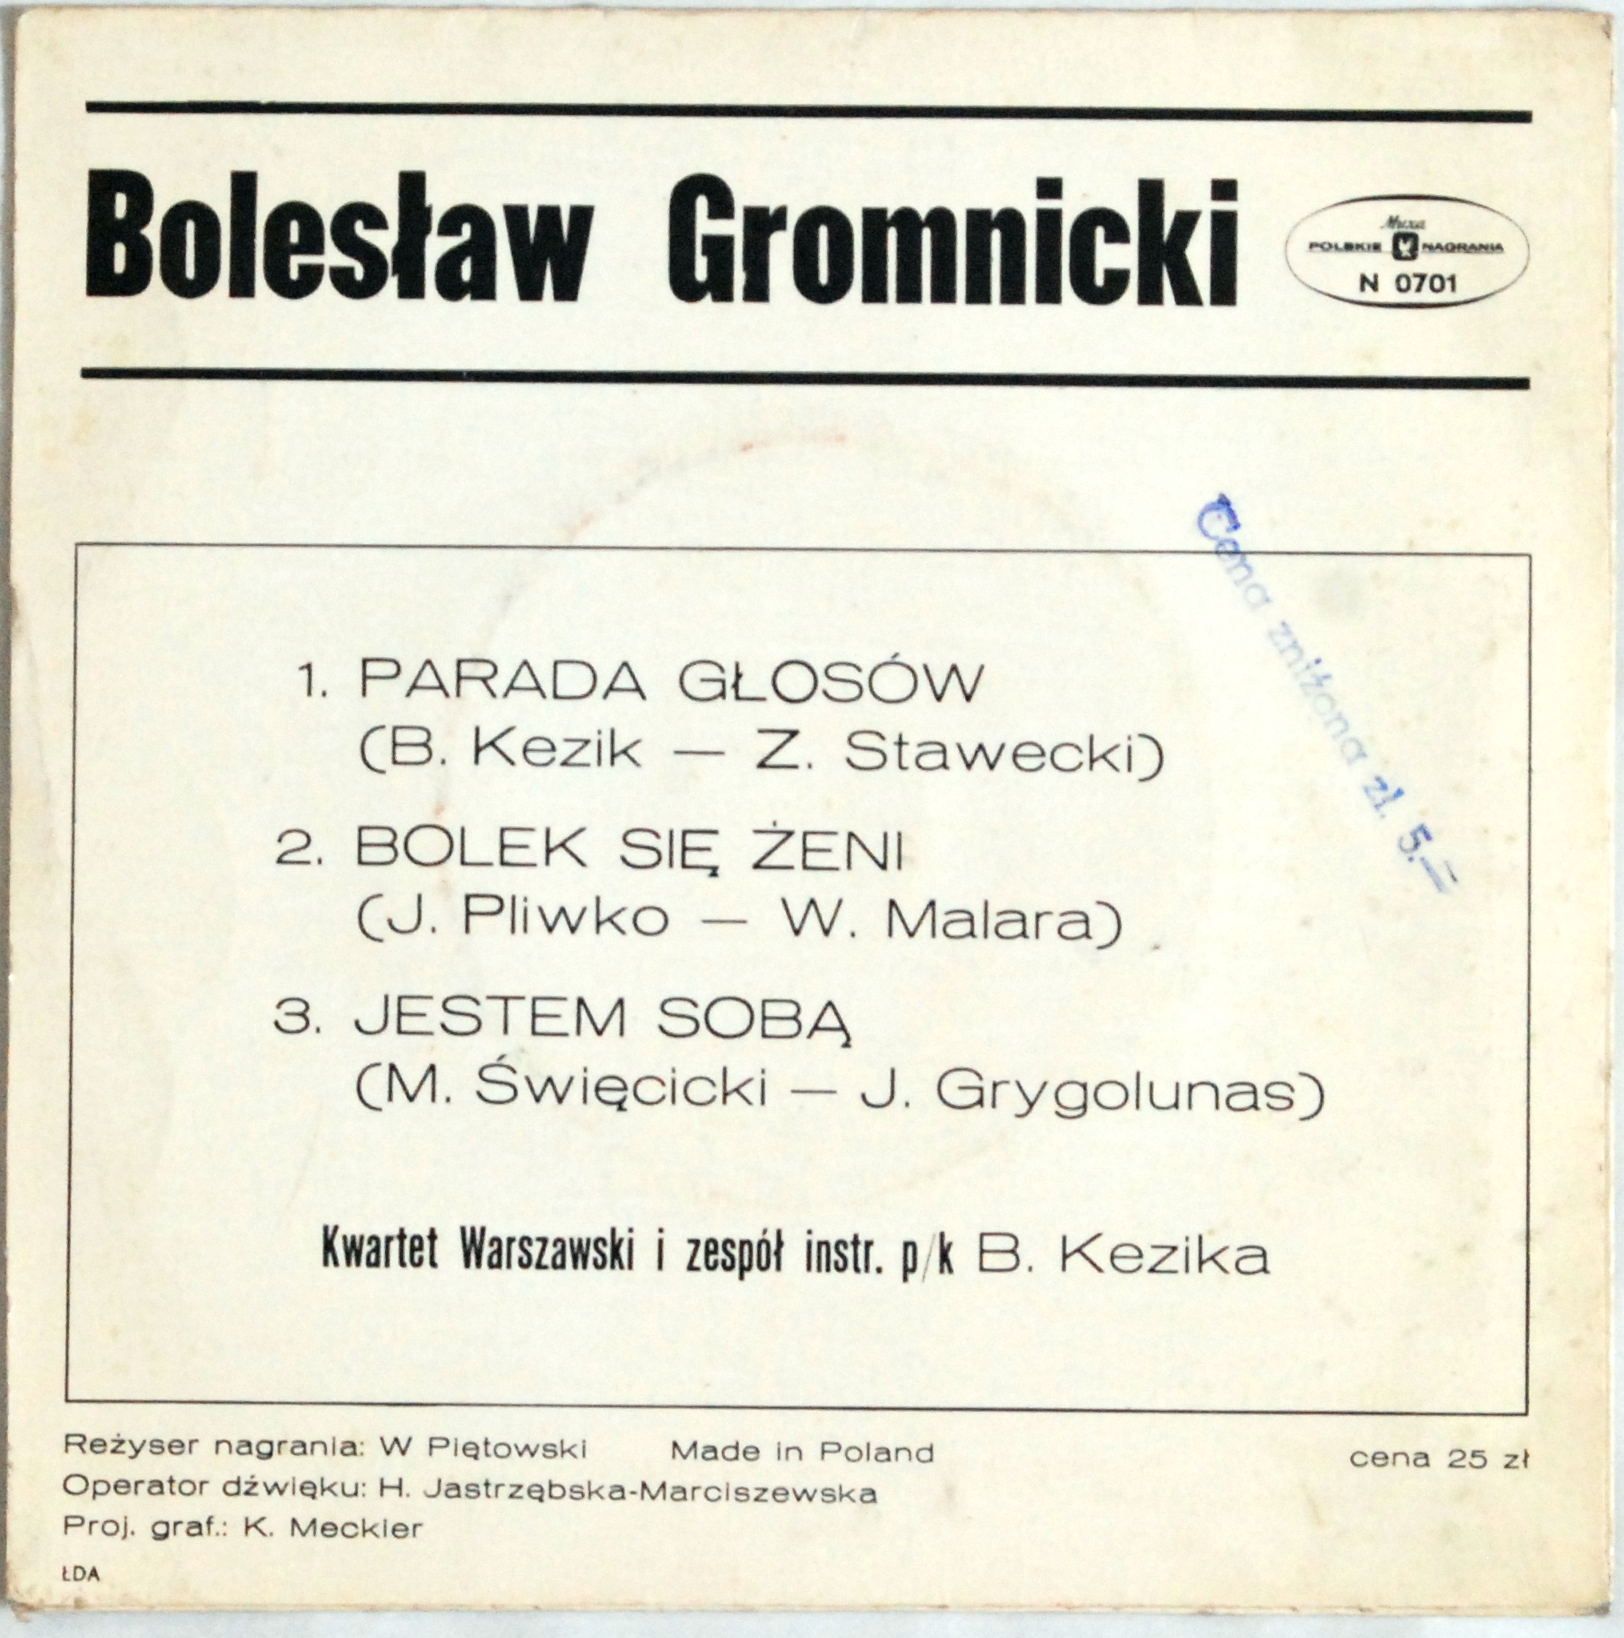 Bolesław Gromnicki
Muza
POLSKIE NAGRANIA
N 0701
Cena zniżona zł. 5.—
1. PARADA GŁOSÓW
(B. Kezik — Z. Stawecki)
2. BOLEK SIĘ ŻENI
(J. Pliwko — W. Malara)
3. JESTEM SOBĄ
(M. Święcicki — J. Grygolunas)
Kwartet Warszawski i zespół instr. p/k B. Kezika
Reżyser nagrania: W Piętowski Made in Poland cena 25 zł
Operator dźwięku: H. Jastrzębska-Marciszewska
Proj. graf.: K. Meckier
ŁDA